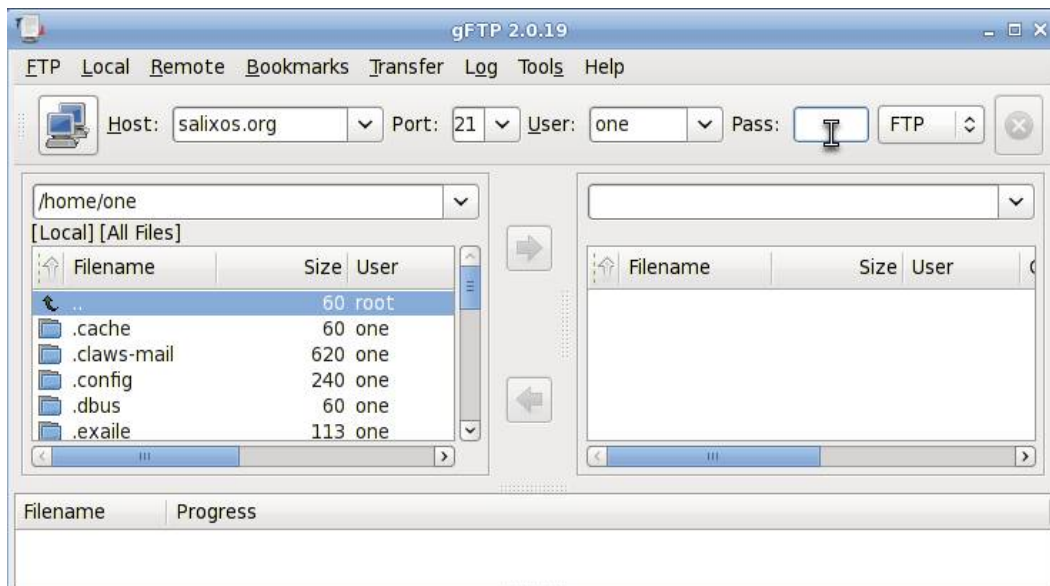 gFTP 2.0.19
FTP Local Remote Bookmarks Transfer Log Tools Help
Host: salixos.org Port: 21 User: one Pass: FTP
/home/one
[Local] [All Files]
Filename Size User
.. 60 root
.cache 60 one
.claws-mail 620 one
.config 240 one
.dbus 60 one
.exaile 113 one
Filename Size User
Filename Progress